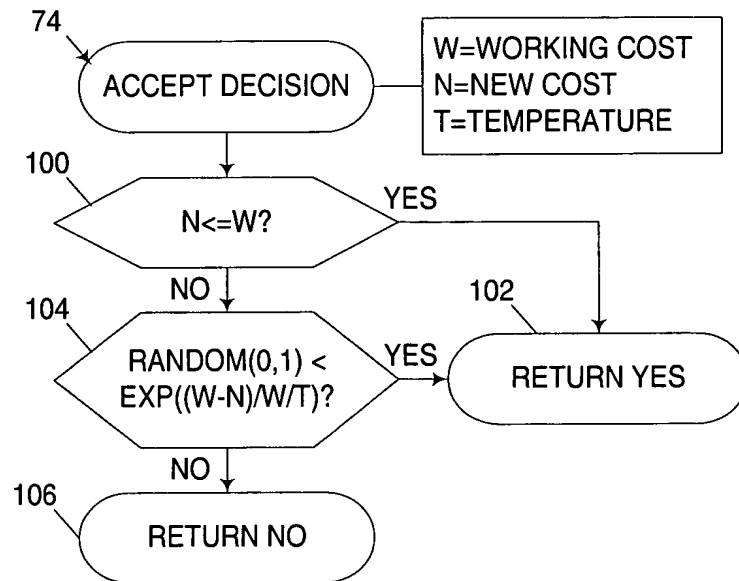 74
ACCEPT DECISION
W=WORKING COST
N=NEW COST
T=TEMPERATURE
100
N<=W?
YES
NO
104
RANDOM(0,1) <
EXP((W-N)/W/T)?
YES
102
RETURN YES
NO
106
RETURN NO